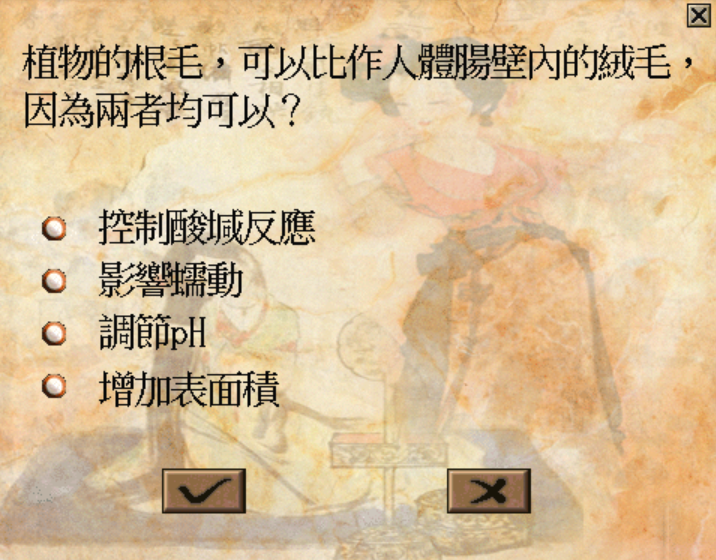 植物的根毛，可以比作人體腸壁內的絨毛，
因為兩者均可以？
控制酸堿反應
影響蠕動
調節pH
增加表面積